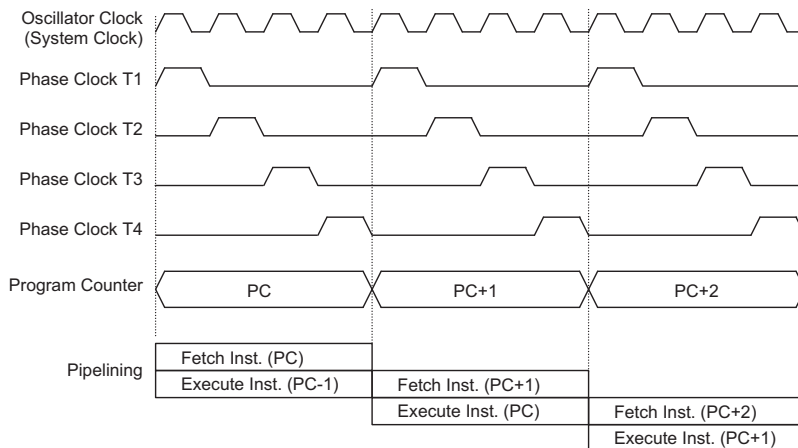 Oscillator Clock
(System Clock)
Phase Clock T1
Phase Clock T2
Phase Clock T3
Phase Clock T4
Program Counter
PC
PC+1
PC+2
Pipelining
Fetch Inst. (PC)
Execute Inst. (PC-1)
Fetch Inst. (PC+1)
Execute Inst. (PC)
Fetch Inst. (PC+2)
Execute Inst. (PC+1)